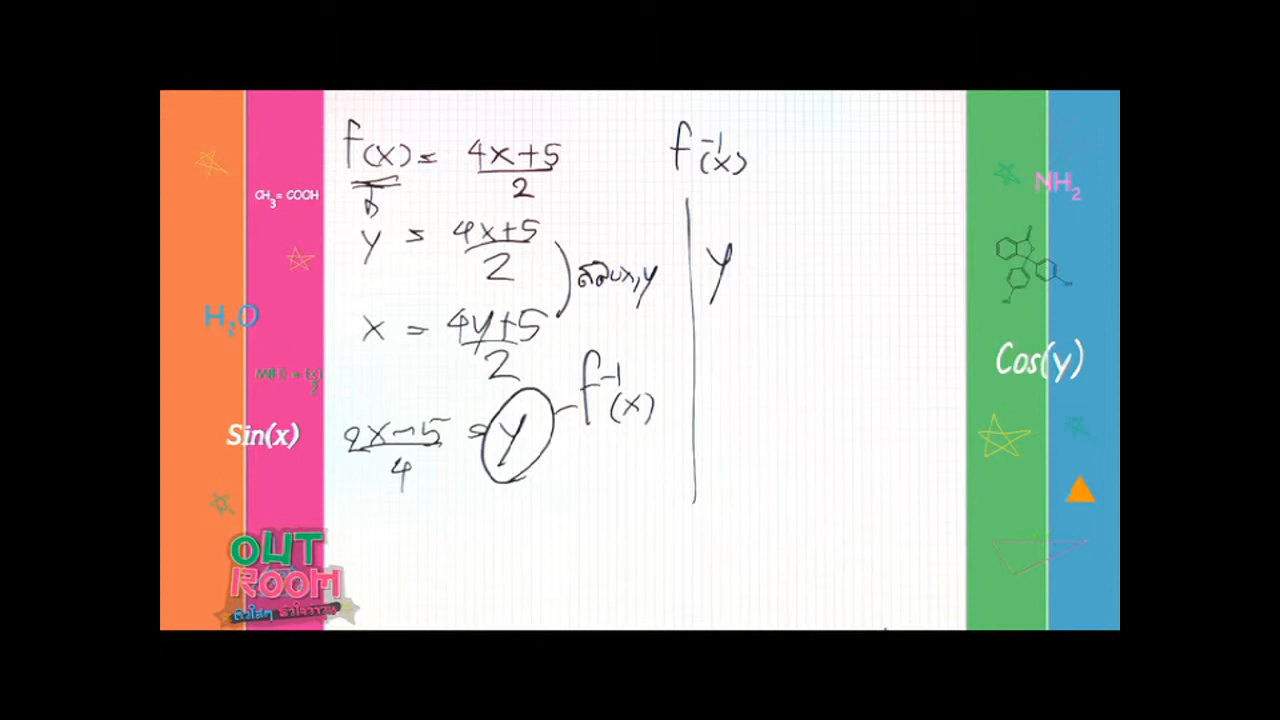 f(x) = 4x+5
2
y = 4x+5
2
สลับ x, y
x = 4y+5
2
2x-5 = y
4
f⁻¹(x)
f⁻¹(x)
y
CH₃=COOH
H₂O
Sin(x)
OUT
ROOM
NH₂
Cos(y)